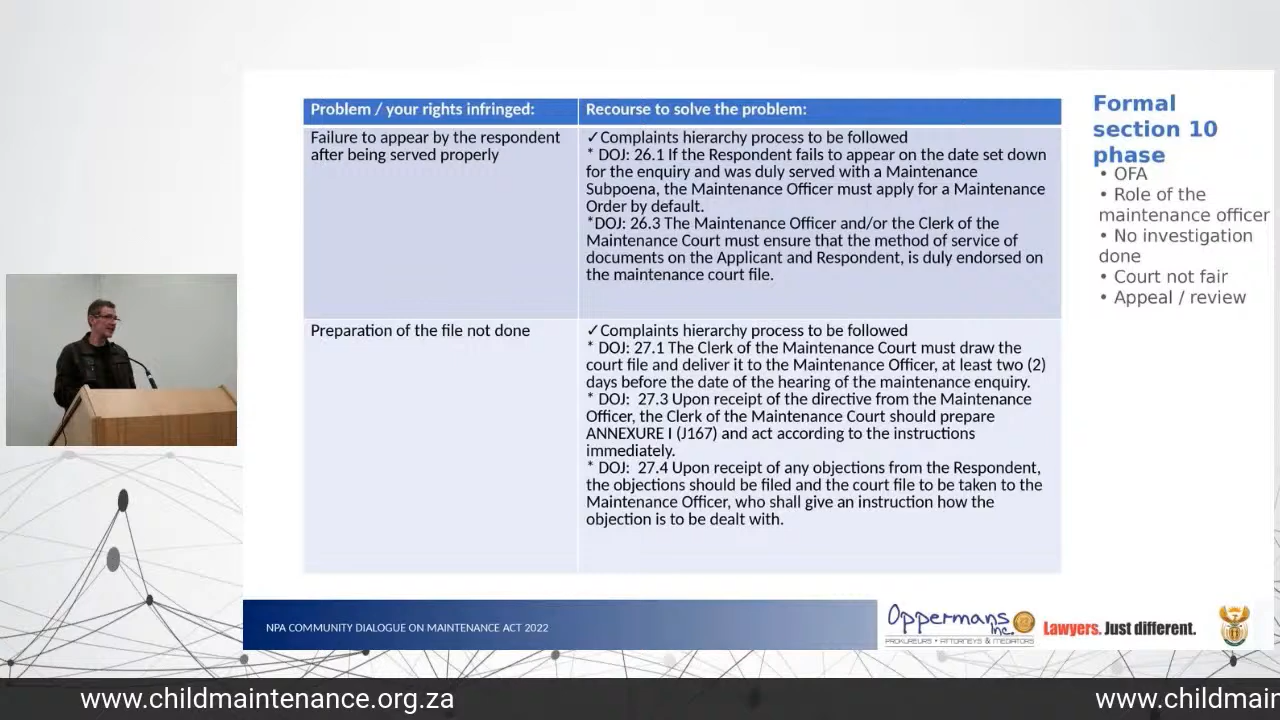 Problem / your rights infringed:
Recourse to solve the problem:
Failure to appear by the respondent
after being served properly
✓Complaints hierarchy process to be followed
* DOJ: 26.1 If the Respondent fails to appear on the date set down
for the enquiry and was duly served with a Maintenance
Subpoena, the Maintenance Officer must apply for a Maintenance
Order by default.
*DOJ: 26.3 The Maintenance Officer and/or the Clerk of the
Maintenance Court must ensure that the method of service of
documents on the Applicant and Respondent, is duly endorsed on
the maintenance court file.
Preparation of the file not done
✓Complaints hierarchy process to be followed
* DOJ: 27.1 The Clerk of the Maintenance Court must draw the
court file and deliver it to the Maintenance Officer, at least two (2)
days before the date of the hearing of the maintenance enquiry.
* DOJ:  27.3 Upon receipt of the directive from the Maintenance
Officer, the Clerk of the Maintenance Court should prepare
ANNEXURE I (J167) and act according to the instructions
immediately.
* DOJ:  27.4 Upon receipt of any objections from the Respondent,
the objections should be filed and the court file to be taken to the
Maintenance Officer, who shall give an instruction how the
objection is to be dealt with.
Formal
section 10
phase
• OFA
• Role of the
maintenance officer
• No investigation
done
• Court not fair
• Appeal / review
NPA COMMUNITY DIALOGUE ON MAINTENANCE ACT 2022
Oppermans
Inc.
PROKUREURS • ATTORNEYS & MEDIATORS
Lawyers. Just different.
www.childmaintenance.org.za
www.childmain